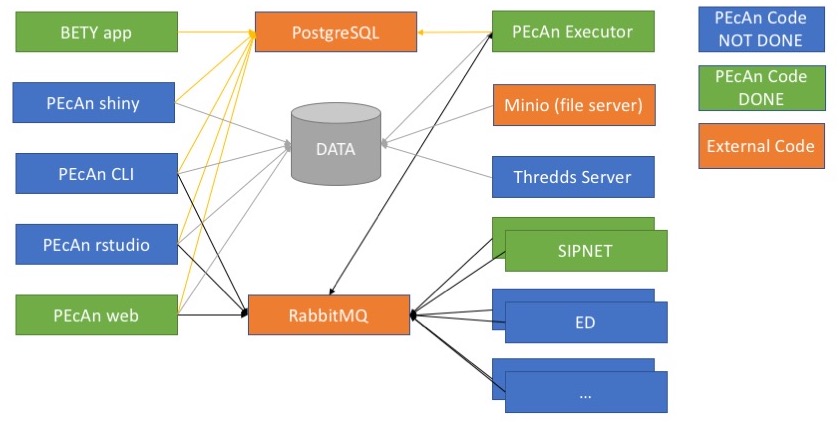 BETY app
PostgreSQL
PEcAn Executor
PEcAn Code
NOT DONE
PEcAn shiny
DATA
Minio (file server)
PEcAn Code
DONE
PEcAn CLI
Thredds Server
External Code
PEcAn rstudio
SIPNET
PEcAn web
RabbitMQ
ED
...